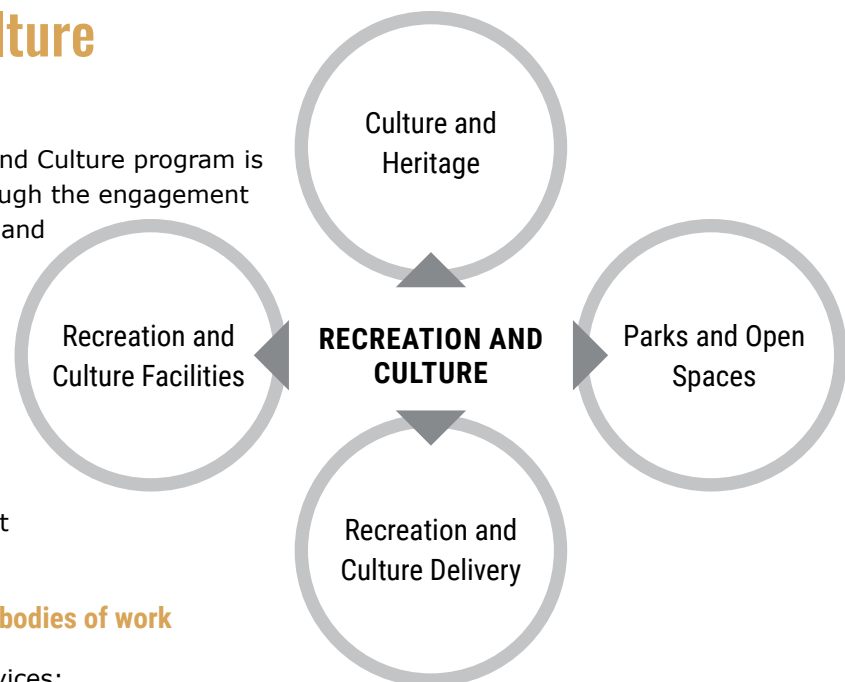 lture
nd Culture program is
ugh the engagement
and
Culture and
Heritage
Recreation and
Culture Facilities
RECREATION AND
CULTURE
Parks and Open
Spaces
Recreation and
Culture Delivery
t
bodies of work
vices;